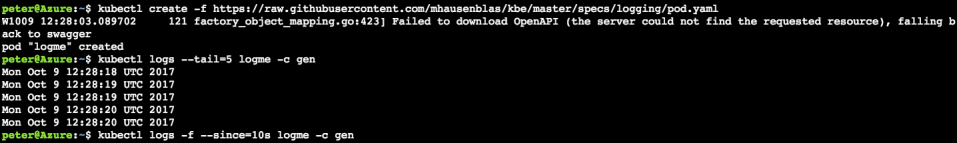 peter@Azure:~$ kubectl create -f https://raw.githubusercontent.com/mhausenblas/kbe/master/specs/logging/pod.yaml
W1009 12:28:03.089702     121 factory_object_mapping.go:423] Failed to download OpenAPI (the server could not find the requested resource), falling b
ack to swagger
pod "logme" created
peter@Azure:~$ kubectl logs --tail=5 logme -c gen
Mon Oct 9 12:28:18 UTC 2017
Mon Oct 9 12:28:19 UTC 2017
Mon Oct 9 12:28:19 UTC 2017
Mon Oct 9 12:28:20 UTC 2017
Mon Oct 9 12:28:20 UTC 2017
peter@Azure:~$ kubectl logs -f --since=10s logme -c gen